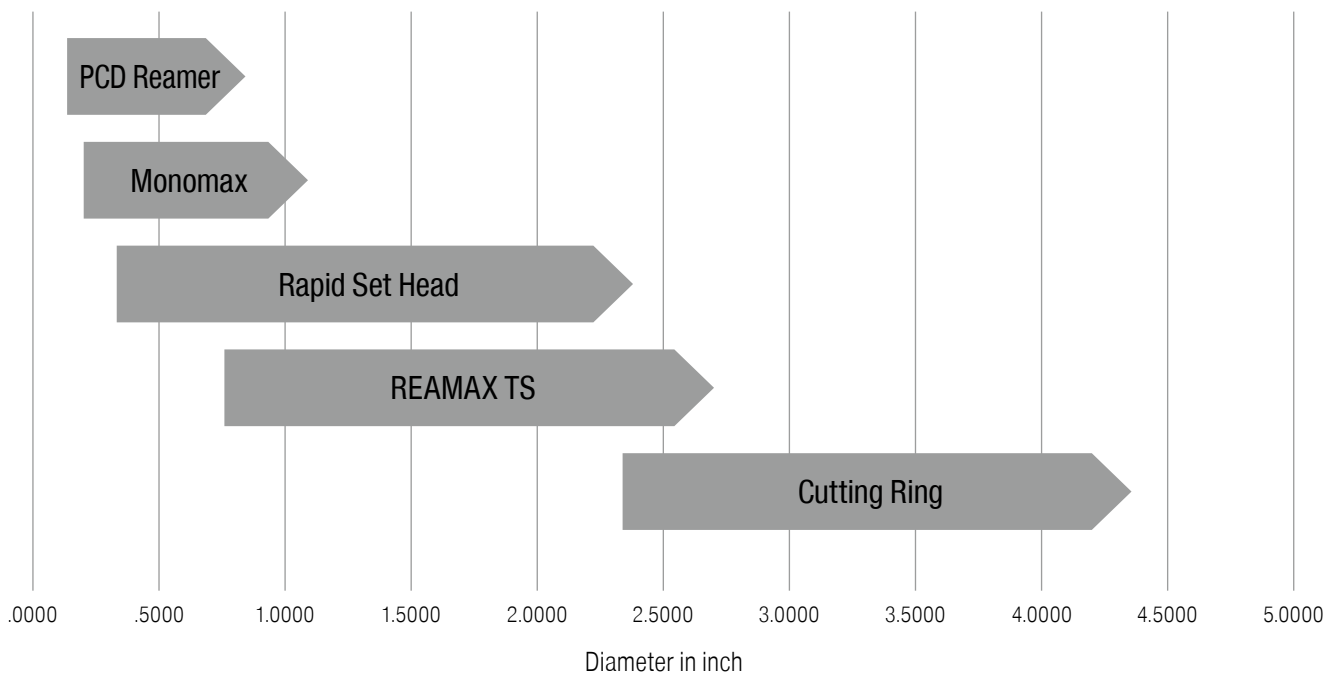 PCD Reamer
Monomax
Rapid Set Head
REAMAX TS
Cutting Ring
.0000 .5000 1.0000 1.5000 2.0000 2.5000 3.0000 3.5000 4.0000 4.5000 5.0000
Diameter in inch